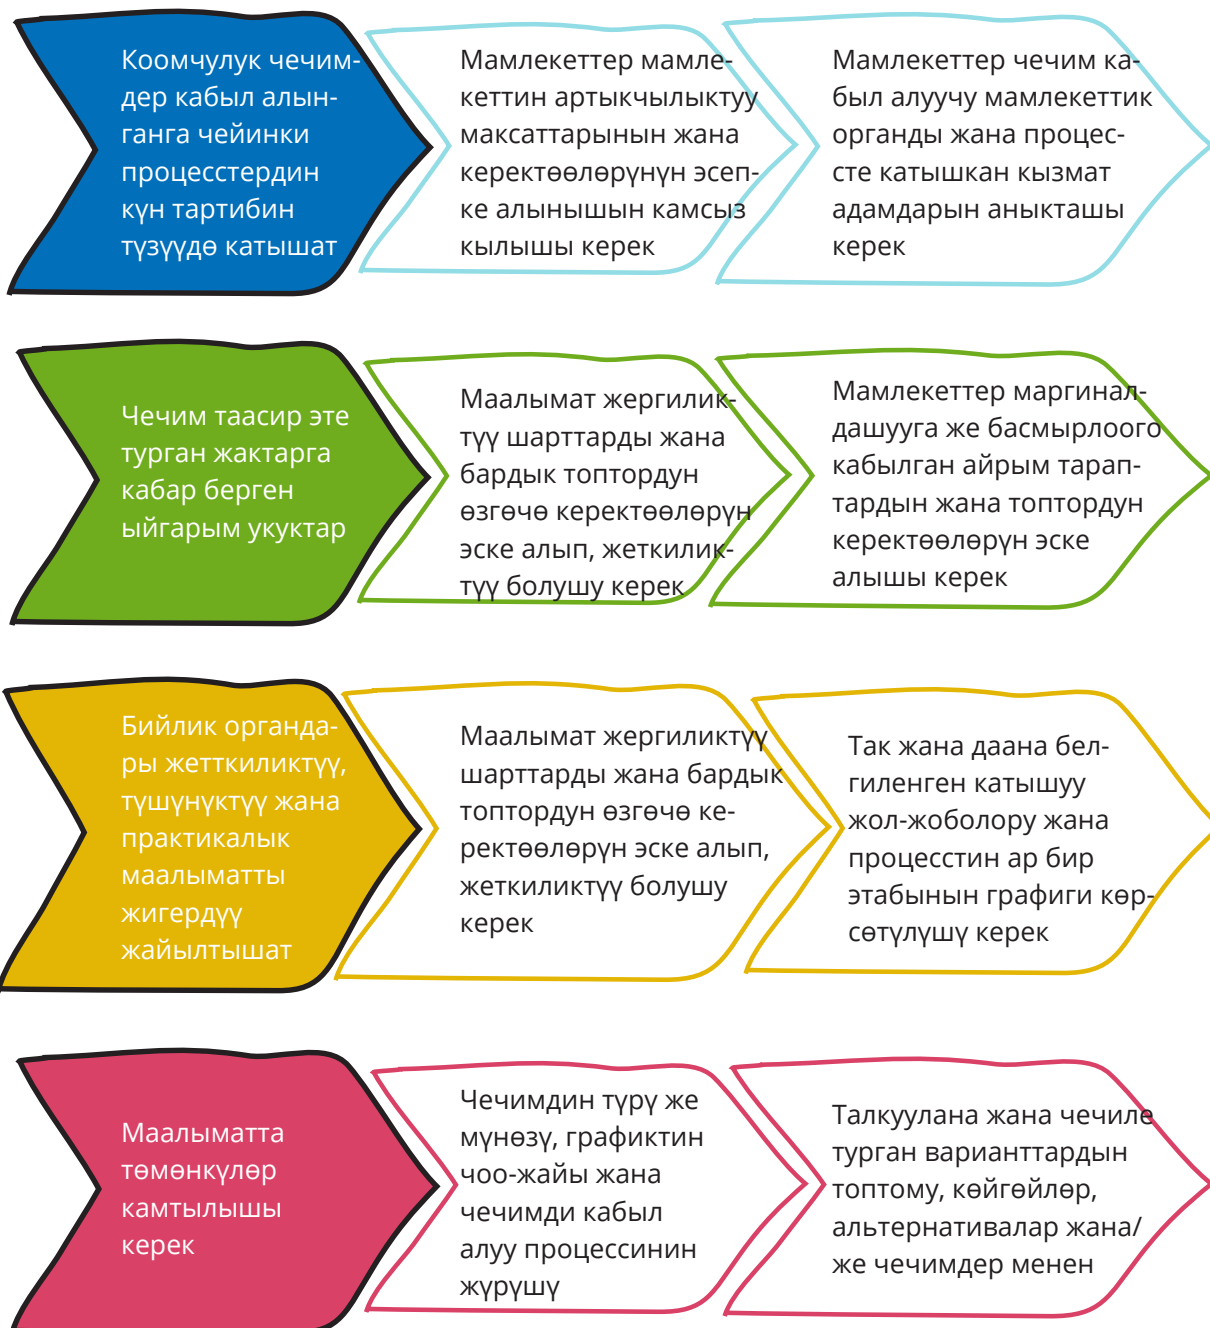 Коомчулук чечим-
дер кабыл алын-
ганга чейинки
процесстердин
күн тартибин
түзүүдө катышат
Мамлекеттер мамле-
кеттин артыкчылыктуу
максаттарынын жана
керектөөлөрүнүн эсеп-
ке алынышын камсыз
кылышы керек
Мамлекеттер чечим ка-
был алуучу мамлекеттик
органды жана процес-
сте катышкан кызмат
адамдарын аныкташы
керек
Чечим таасир эте
турган жактарга
кабар берген
ыйгарым укуктар
Маалымат жергилик-
түү шарттарды жана
бардык топтордун
өзгөчө керектөөлөрүн
эске алып, жеткилик-
түү болушу керек
Мамлекеттер маргинал-
дашууга же басмырлоого
кабылган айрым тарап-
тардын жана топтордун
керектөөлөрүн эске
алышы керек
Бийлик органда-
ры жетткиликтүү,
түшүнүктүү жана
практикалык
маалыматты
жигердүү
жайылтышат
Маалымат жергиликтүү
шарттарды жана бардык
топтордун өзгөчө ке-
ректөөлөрүн эске алып,
жеткиликтүү болушу
керек
Так жана даана бел-
гиленген катышуу
жол-жоболору жана
процесстин ар бир
этабынын графиги көр-
сөтүлүшү керек
Маалыматта
төмөнкүлөр
камтылышы
керек
Чечимдин түрү же
мүнөзү, графиктин
чоо-жайы жана
чечимди кабыл
алуу процессинин
жүрүшү
Талкуулана жана чечиле
турган варианттардын
топтому, көйгөйлөр,
альтернативалар жана/
же чечимдер менен